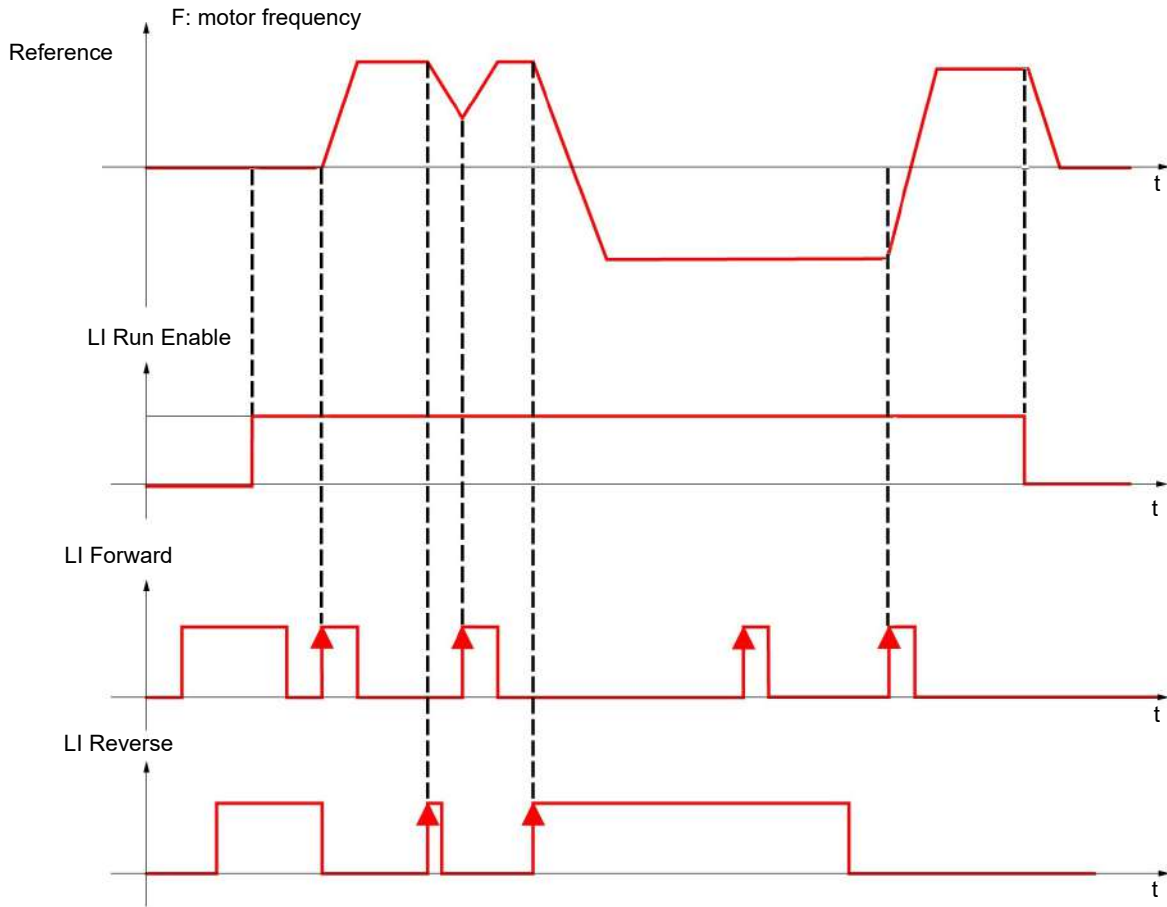 F: motor frequency
Reference
t
LI Run Enable
t
LI Forward
t
LI Reverse
t